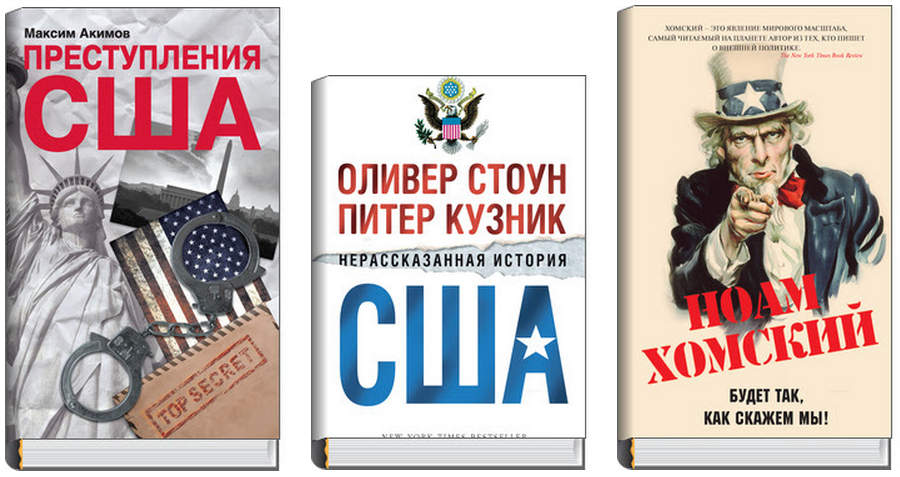 Максим Акимов
ПРЕСТУПЛЕНИЯ
США
TOP SECRET
ОЛИВЕР СТОУН
ПИТЕР КУЗНИК
НЕРАССКАЗАННАЯ ИСТОРИЯ
США
NEW YORK TIMES BESTSELLER
ХОМСКИЙ – ЭТО ЯВЛЕНИЕ МИРОВОГО МАСШТАБА,
САМЫЙ ЧИТАЕМЫЙ НА ПЛАНЕТЕ АВТОР ИЗ ТЕХ, КТО ПИШЕТ
О ВНЕШНЕЙ ПОЛИТИКЕ.
The New York Times Book Review
НОАМ
ХОМСКИЙ
БУДЕТ ТАК,
КАК СКАЖЕМ МЫ!